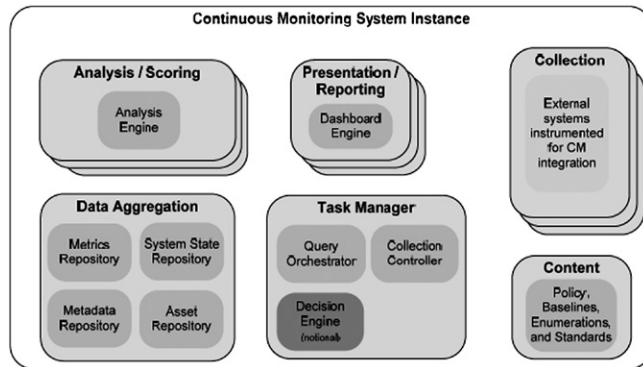 Continuous Monitoring System Instance
Analysis / Scoring
Analysis
Engine
Presentation /
Reporting
Dashboard
Engine
Collection
External
systems
instrumented
for CM
integration
Data Aggregation
Metrics
Repository
System State
Repository
Metadata
Repository
Asset
Repository
Task Manager
Query
Orchestrator
Collection
Controller
Decision
Engine
(notional)
Content
Policy,
Baselines,
Enumerations,
and Standards